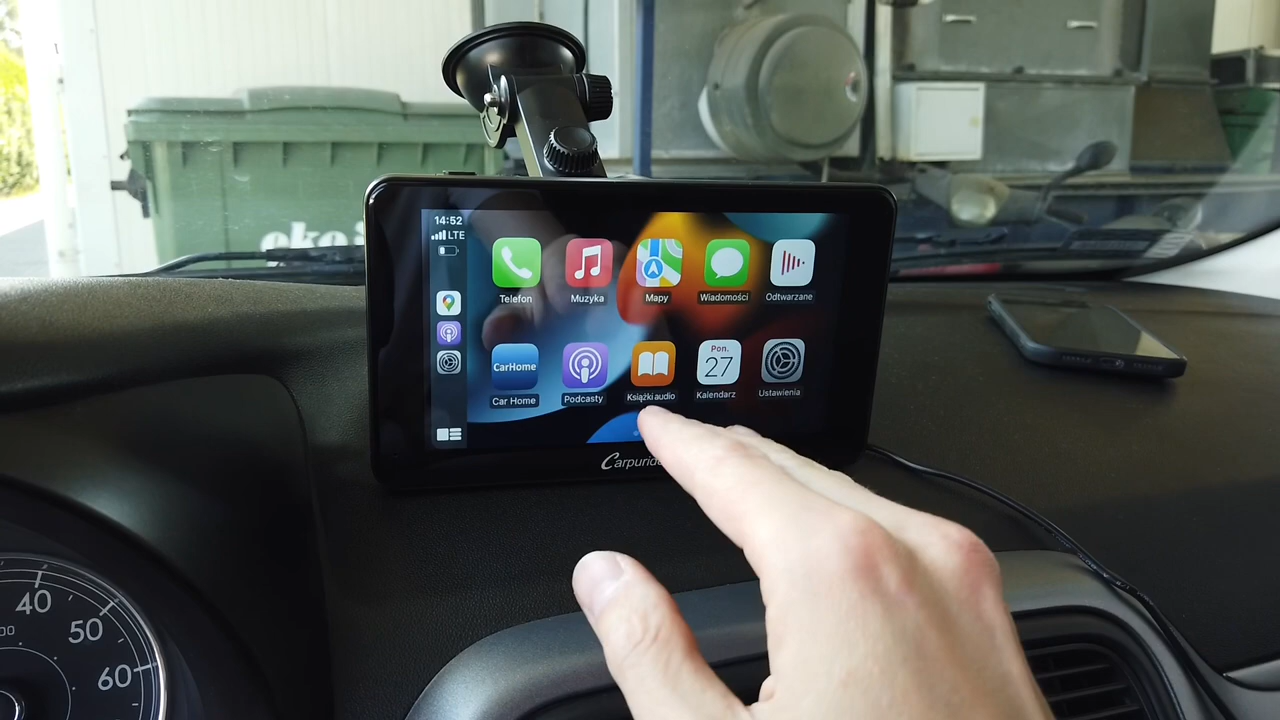 eko
14:52
LTE
Telefon
Muzyka
Mapy
Wiadomości
Odtwarzane
CarHome
Pon.
27
Car Home
Podcasty
Książki audio
Kalendarz
Ustawienia
40
50
60